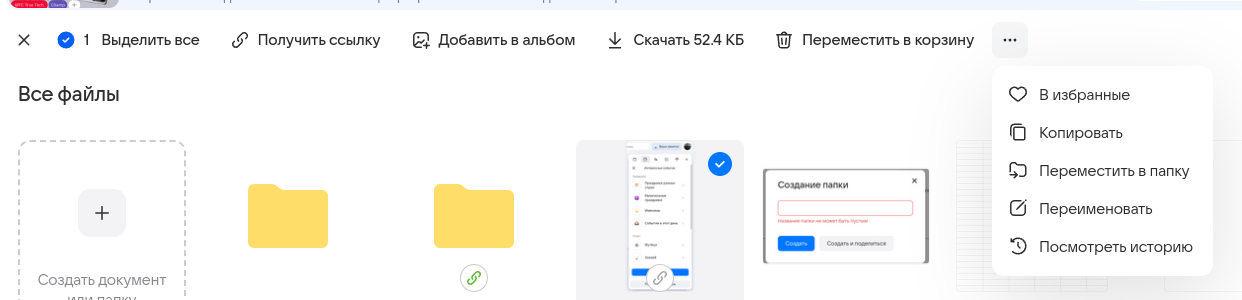 1 Выделить все Получить ссылку Добавить в альбом Скачать 52.4 КБ Переместить в корзину
Все файлы
В избранные
Копировать
Переместить в папку
Переименовать
Посмотреть историю
Создать документ
или папку
Создание папки
Название папки не может быть пустым
Создать Создать и поделиться